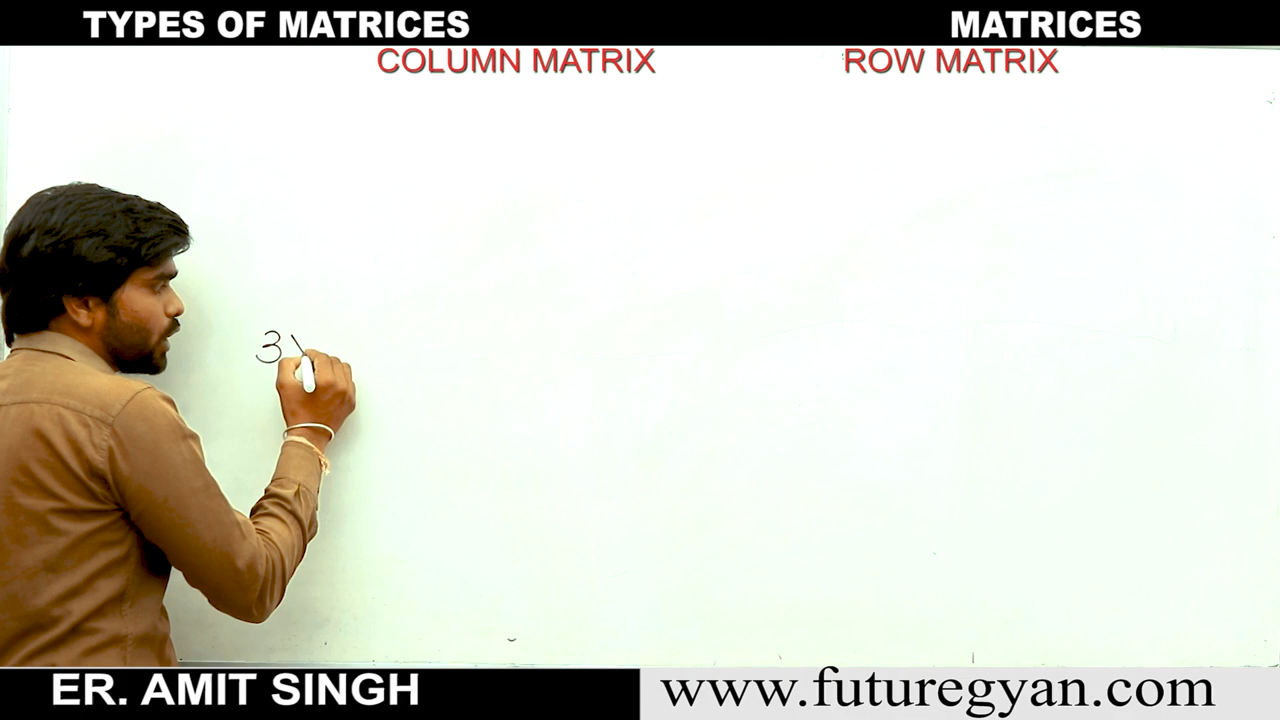 TYPES OF MATRICES MATRICES
COLUMN MATRIX ROW MATRIX
3
ER. AMIT SINGH www.futuregyan.com